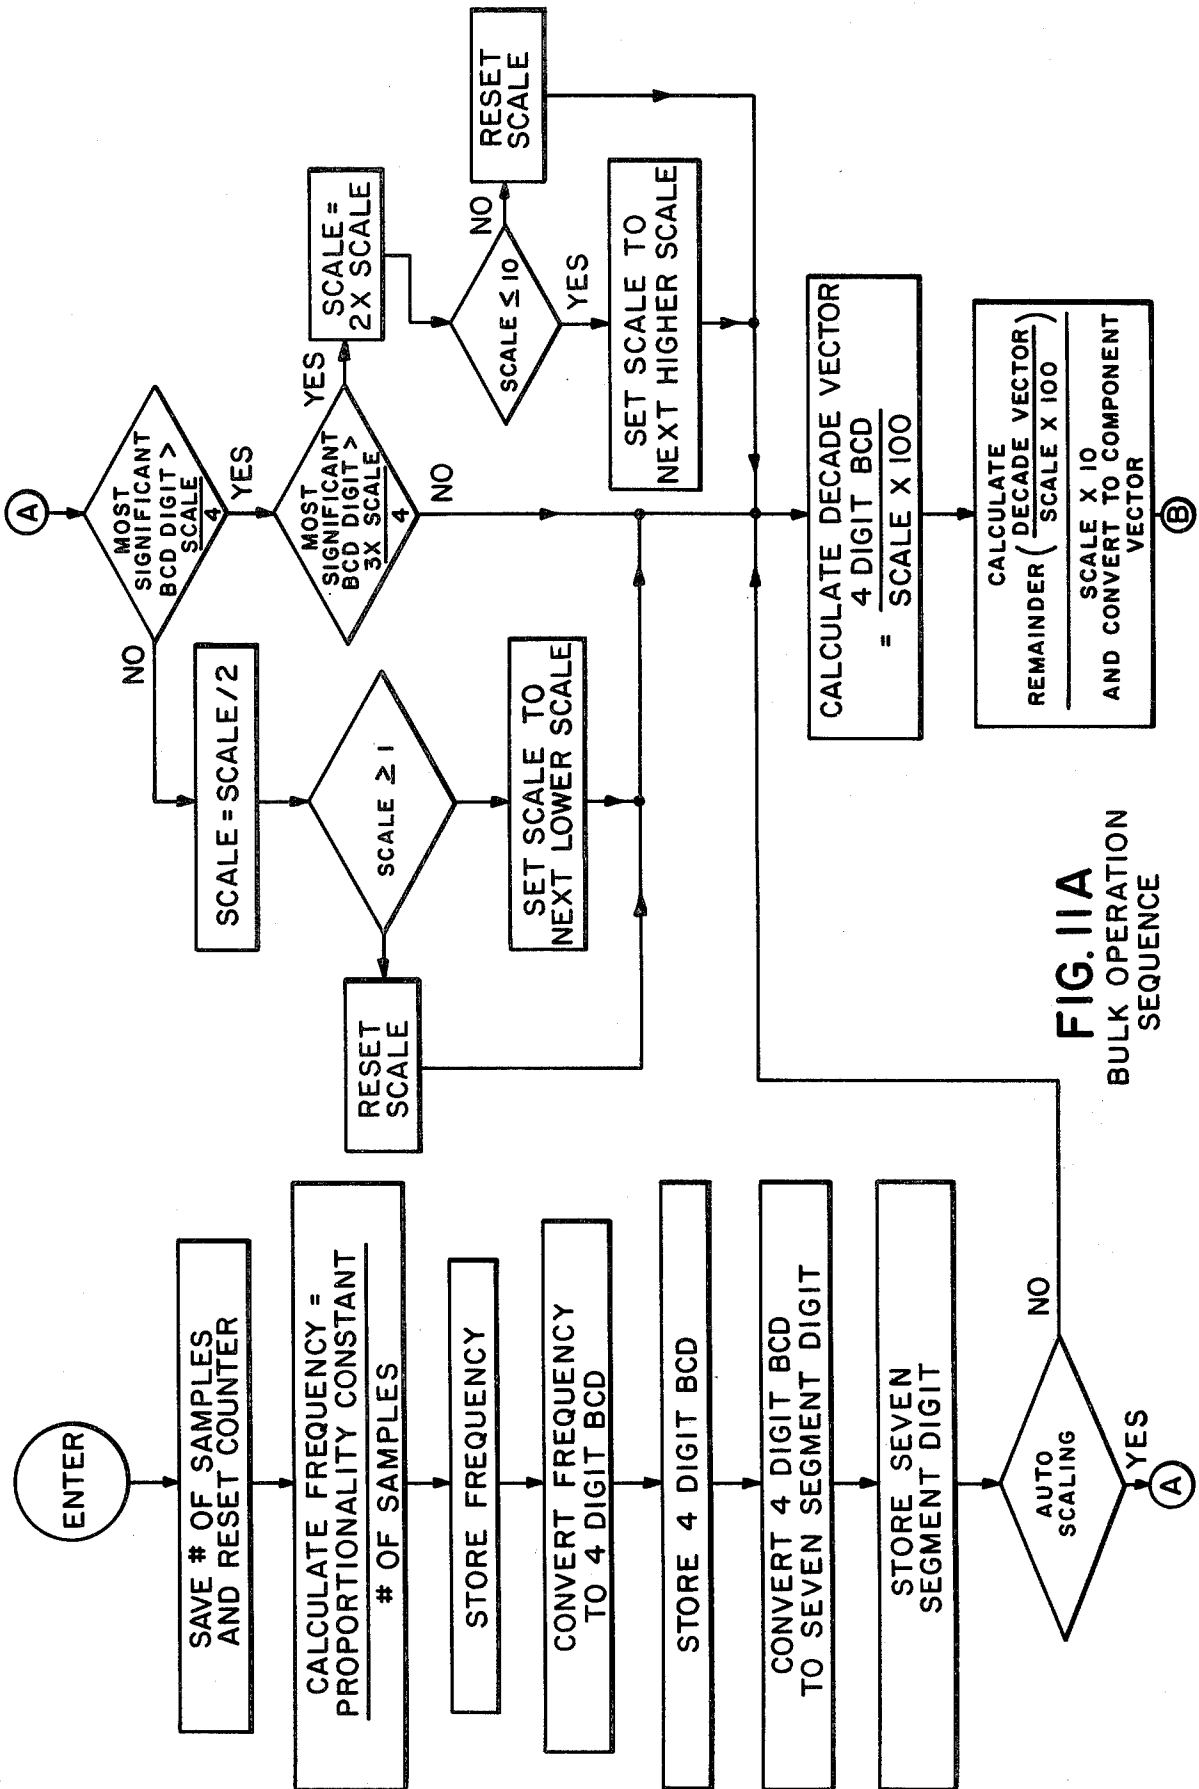 ENTER
SAVE # OF SAMPLES
AND RESET COUNTER
CALCULATE FREQUENCY =
PROPORTIONALITY CONSTANT
# OF SAMPLES
STORE FREQUENCY
CONVERT FREQUENCY
TO 4 DIGIT BCD
STORE 4 DIGIT BCD
CONVERT 4 DIGIT BCD
TO SEVEN SEGMENT DIGIT
STORE SEVEN
SEGMENT DIGIT
AUTO
SCALING
NO
YES
A
A
MOST
SIGNIFICANT
BCD DIGIT >
SCALE
4
NO
YES
SCALE = SCALE/2
SCALE ≥ 1
RESET
SCALE
SET SCALE TO
NEXT LOWER SCALE
MOST
SIGNIFICANT
BCD DIGIT >
3X SCALE
4
YES
NO
SCALE =
2X SCALE
SCALE ≤ 10
NO
YES
RESET
SCALE
SET SCALE TO
NEXT HIGHER SCALE
CALCULATE DECADE VECTOR
= 4 DIGIT BCD
SCALE X 100
CALCULATE
REMAINDER (DECADE VECTOR)
SCALE X 100
SCALE X 10
AND CONVERT TO COMPONENT
VECTOR
B
FIG. 11A
BULK OPERATION
SEQUENCE